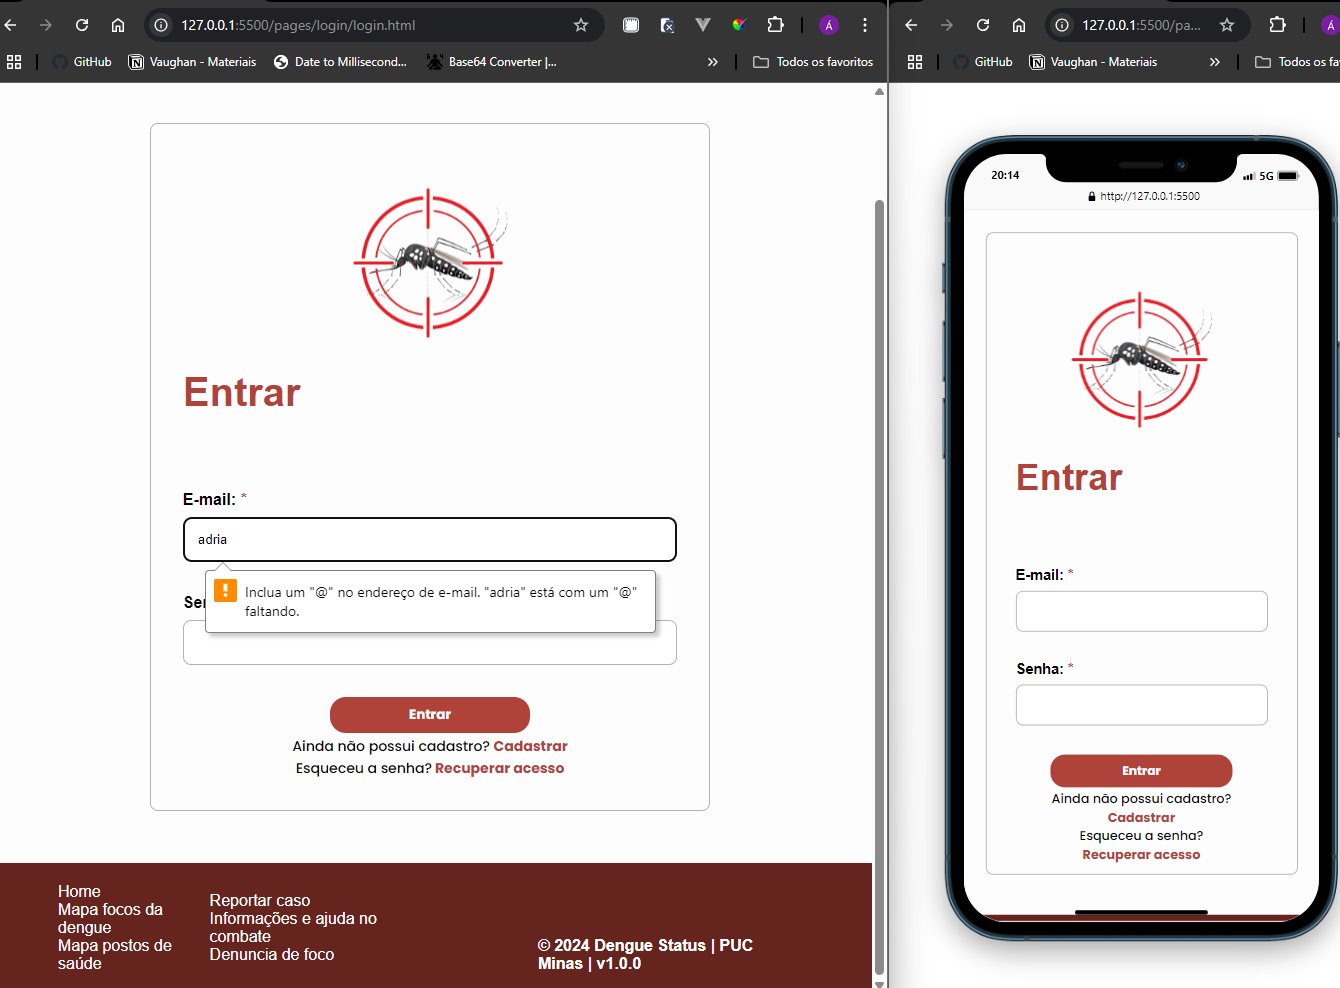 127.0.0.1:5500/pages/login/login.html
Á
GitHub
Vaughan - Materiais
Date to Millisecond...
Base64 Converter |...
»
Todos os favoritos
Entrar
E-mail: *
adria
Inclua um "@" no endereço de e-mail. "adria" está com um "@"
faltando.
Ser
Entrar
Ainda não possui cadastro? Cadastrar
Esqueceu a senha? Recuperar acesso
Home
Mapa focos da
dengue
Mapa postos de
saúde
Reportar caso
Informações e ajuda no
combate
Denuncia de foco
© 2024 Dengue Status | PUC
Minas | v1.0.0
127.0.0.1:5500/pa...
Á
GitHub
Vaughan - Materiais
»
Todos os fa
20:14
5G
http://127.0.0.1:5500
Entrar
E-mail: *
Senha: *
Entrar
Ainda não possui cadastro?
Cadastrar
Esqueceu a senha?
Recuperar acesso